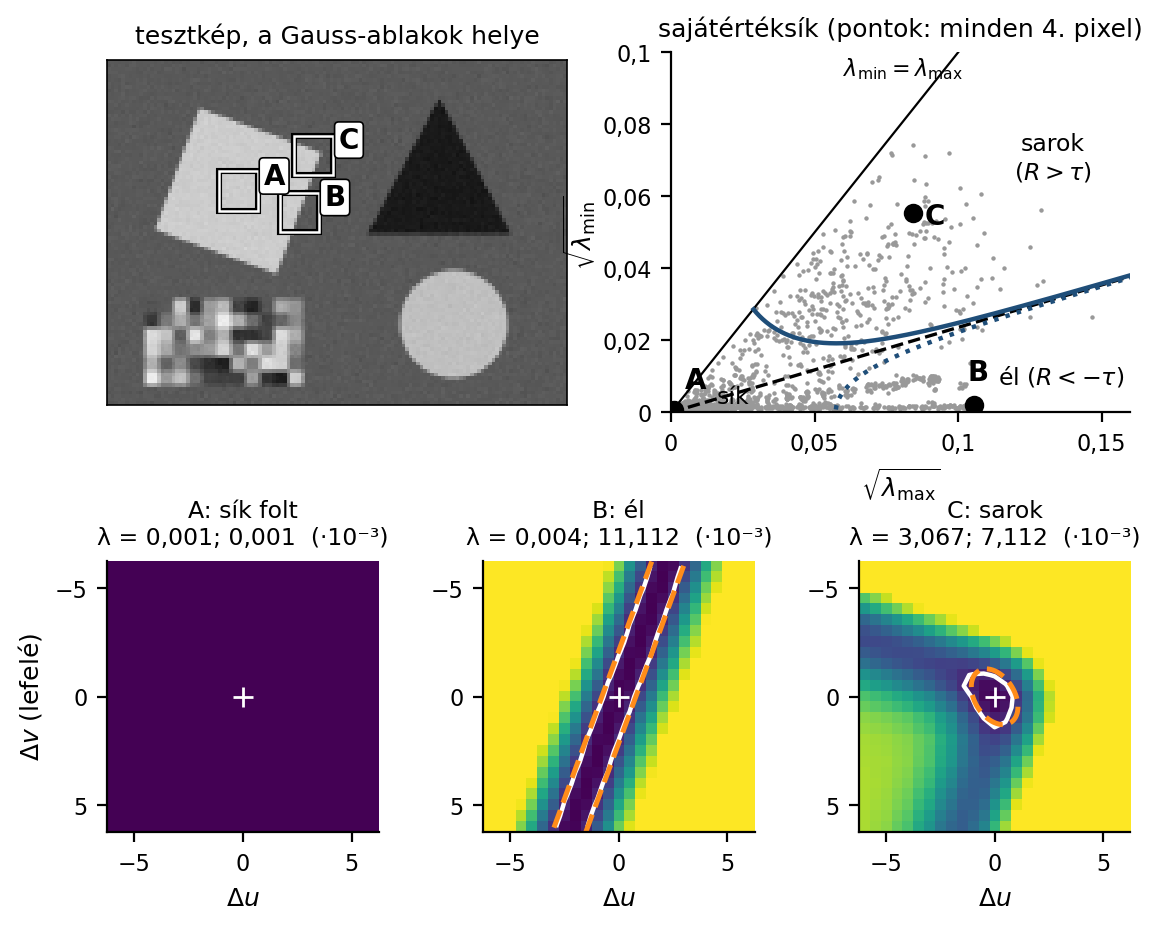 tesztkép, a Gauss-ablakok helye
A
B
C
sajátértéksík (pontok: minden 4. pixel)
0,1
0,08
0,06
0,04
0,02
0
√λmin
λmin = λmax
sarok
(R > τ)
C
A
sík
B
él (R < −τ)
0
0,05
0,1
0,15
√λmax
A: sík folt
λ = 0,001; 0,001 (·10⁻³)
−5
0
5
Δv (lefelé)
−5
0
5
Δu
B: él
λ = 0,004; 11,112 (·10⁻³)
−5
0
5
−5
0
5
Δu
C: sarok
λ = 3,067; 7,112 (·10⁻³)
−5
0
5
−5
0
5
Δu